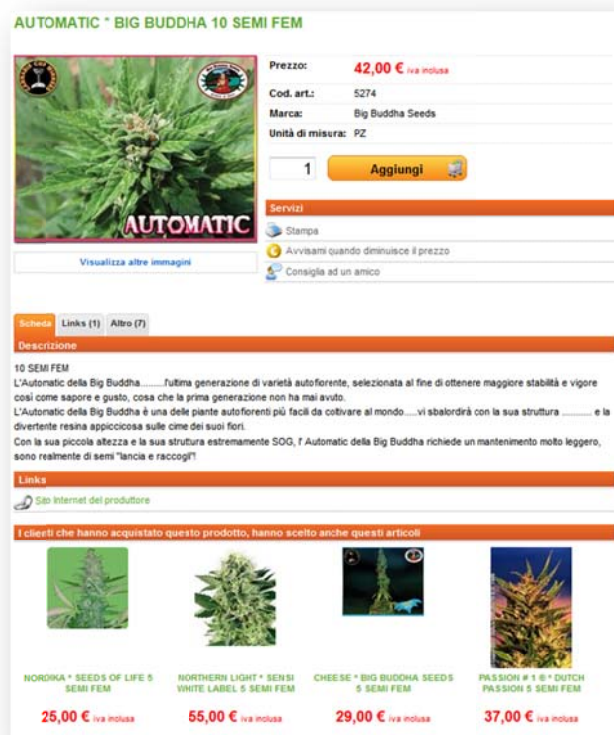 AUTOMATIC * BIG BUDDHA 10 SEMI FEM
Prezzo: 42,00 € iva inclusa
Cod. art.: 5274
Marca: Big Buddha Seeds
Unità di misura: PZ
1 Aggiungi
AUTOMATIC
Visualizza altre immagini
Servizi
Stampa
Avvisami quando diminuisce il prezzo
Consiglia ad un amico
Scheda Links (1) Altro (7)
Descrizione
10 SEMI FEM
L'Automatic della Big Buddha.........l'ultima generazione di varietà autofiorente, selezionata al fine di ottenere maggiore stabilità e vigore
così come sapore e gusto, cosa che la prima generazione non ha mai avuto.
L'Automatic della Big Buddha è una delle piante autofiorenti più facili da coltivare al mondo.....vi sbalordirà con la sua struttura ........... e la
divertente resina appiccicosa sulle cime dei suoi fiori.
Con la sua piccola altezza e la sua struttura estremamente SOG, l' Automatic della Big Buddha richiede un mantenimento molto leggero,
sono realmente di semi "lancia e raccogli"!
Links
Sito Internet del produttore
I clienti che hanno acquistato questo prodotto, hanno scelto anche questi articoli
NORDIKA * SEEDS OF LIFE 5
SEMI FEM
25,00 € iva inclusa
NORTHERN LIGHT * SENSI
WHITE LABEL 5 SEMI FEM
55,00 € iva inclusa
CHEESE * BIG BUDDHA SEEDS
5 SEMI FEM
29,00 € iva inclusa
PASSION # 1 ® * DUTCH
PASSION 5 SEMI FEM
37,00 € iva inclusa